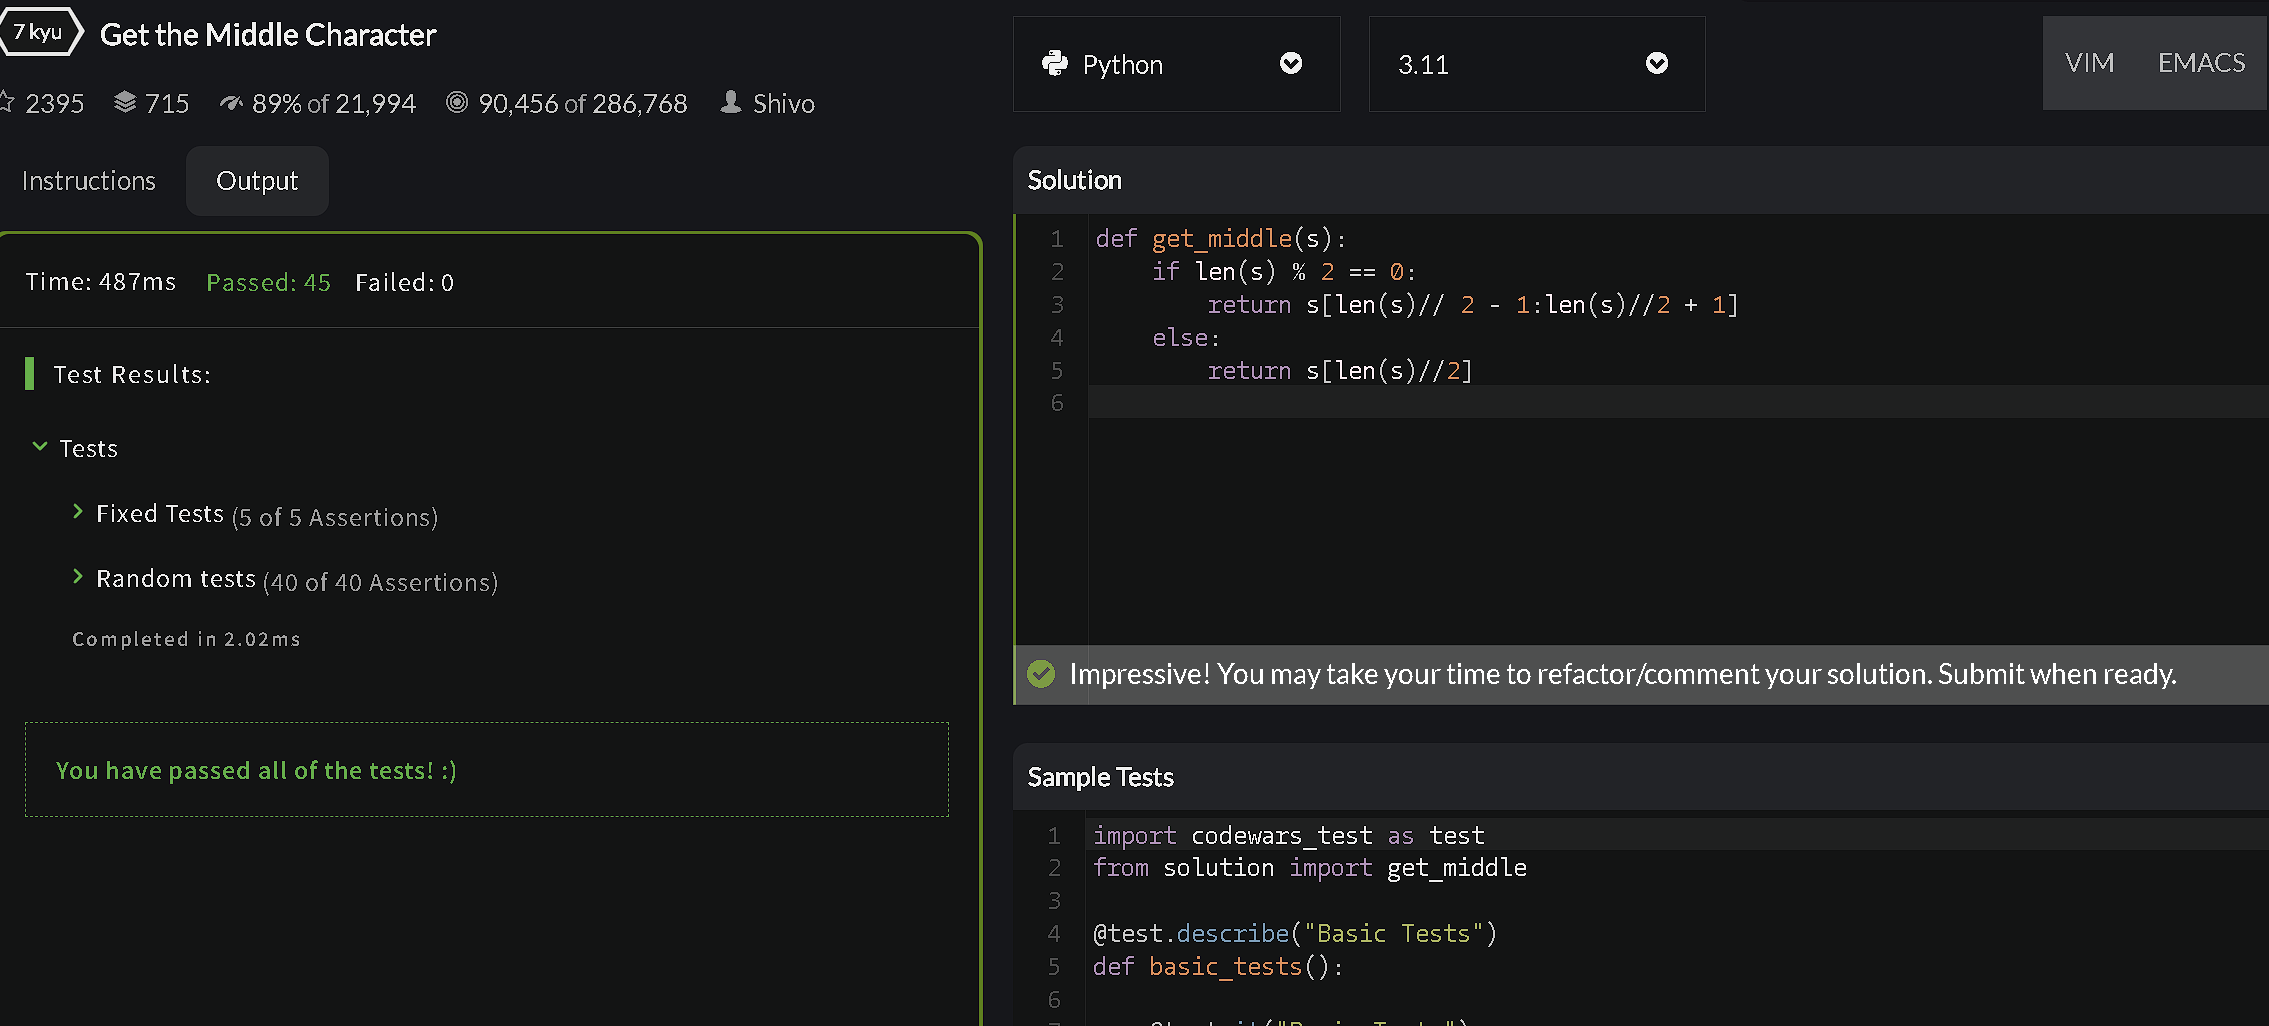 7 kyu
Get the Middle Character
2395 715 89% of 21,994 90,456 of 286,768 Shivo
Instructions Output
Time: 487ms Passed: 45 Failed: 0
Test Results:
Tests
Fixed Tests (5 of 5 Assertions)
Random tests (40 of 40 Assertions)
Completed in 2.02ms
You have passed all of the tests! :)
Python 3.11 VIM EMACS
Solution
1 def get_middle(s):
2     if len(s) % 2 == 0:
3         return s[len(s)// 2 - 1:len(s)//2 + 1]
4     else:
5         return s[len(s)//2]
6
Impressive! You may take your time to refactor/comment your solution. Submit when ready.
Sample Tests
1 import codewars_test as test
2 from solution import get_middle
3
4 @test.describe("Basic Tests")
5 def basic_tests():
6